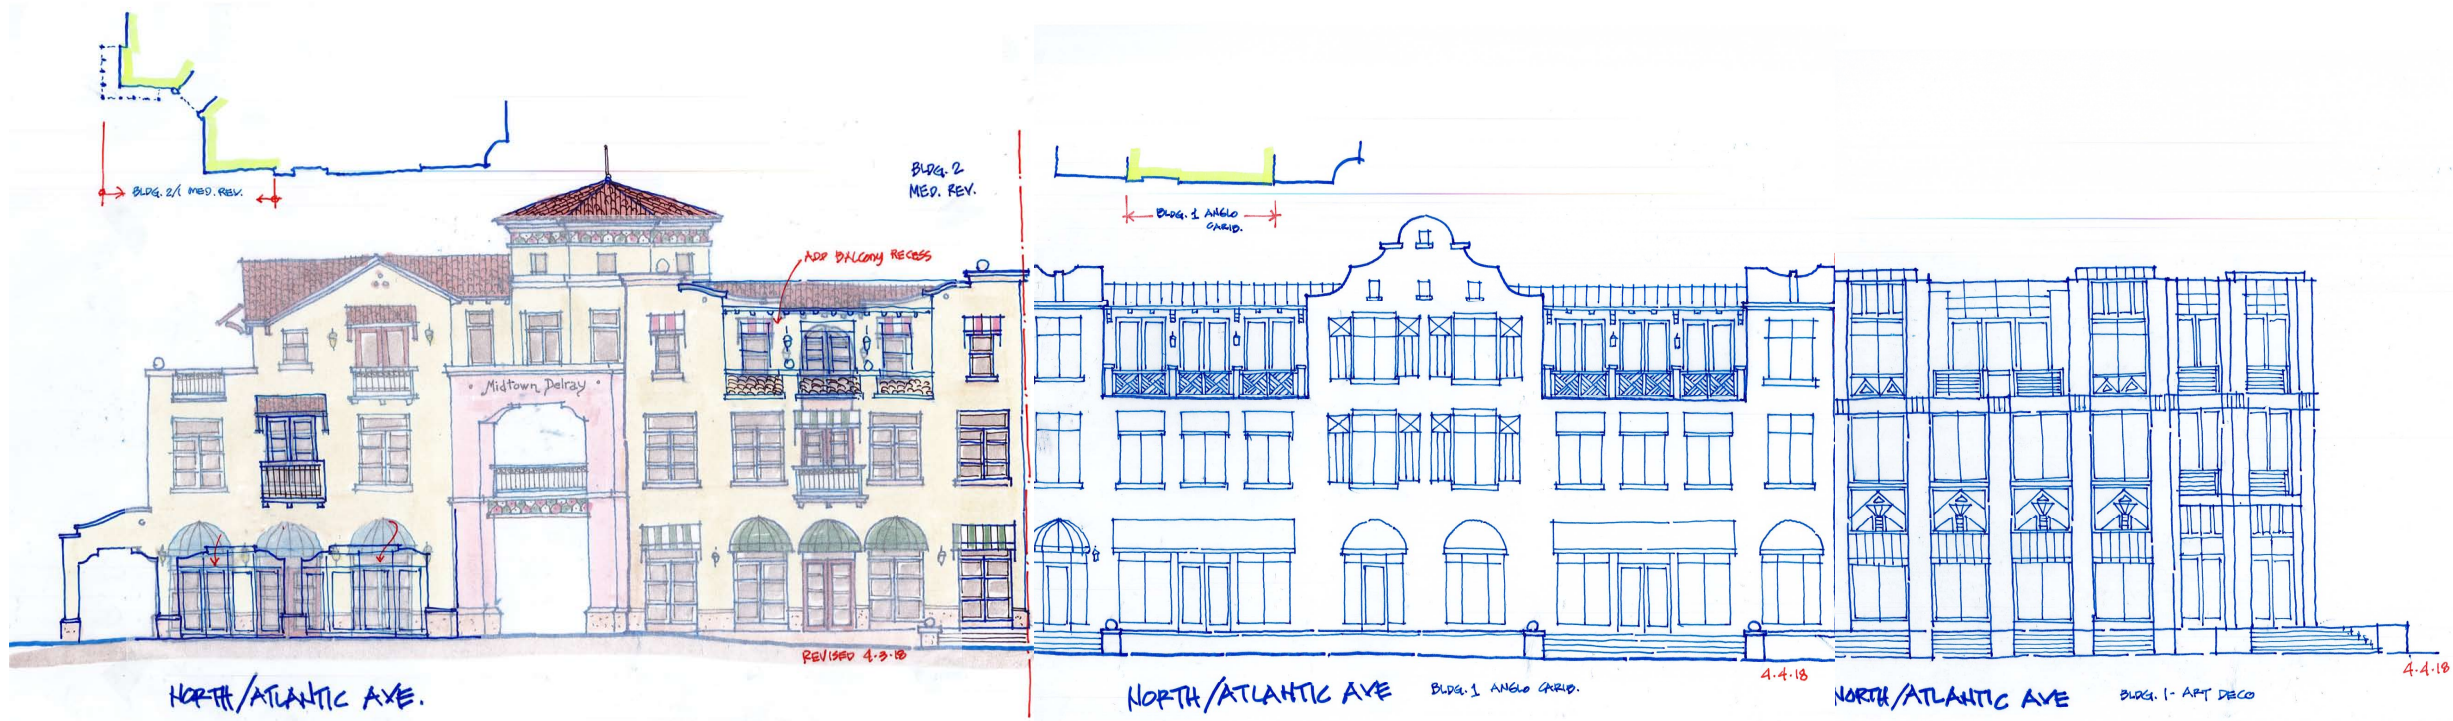 BLDG. 2/1 MED. REV.
BLDG. 2
MED. REV.
ADD BALCONY RECESS
• Midtown Delray •
REVISED 4.3.18
NORTH/ATLANTIC AVE.
BLDG. 1 ANGLO
CARIB.
4.4.18
NORTH/ATLANTIC AVE BLDG. 1 ANGLO CARIB.
4.4.18
NORTH/ATLANTIC AVE BLDG. 1 - ART DECO